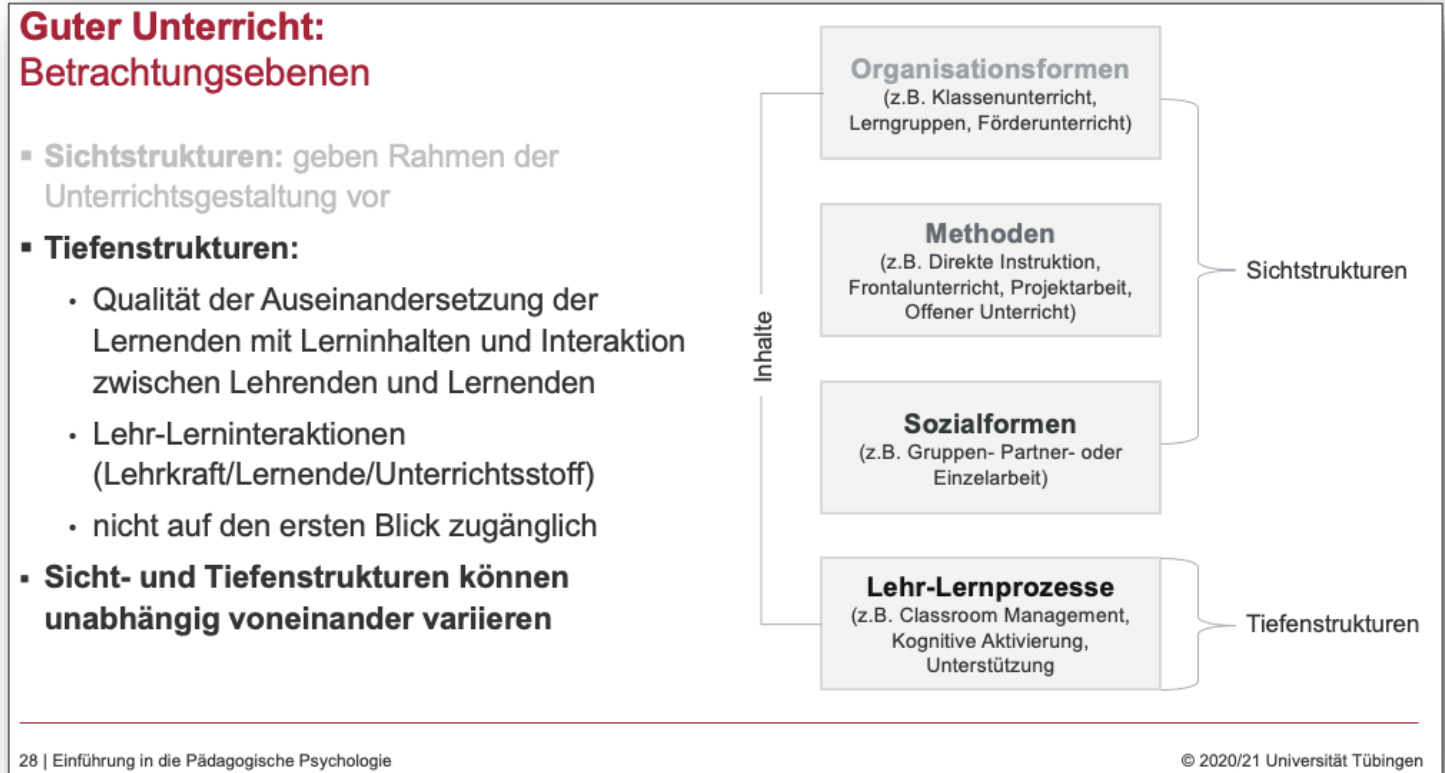 Guter Unterricht:
Betrachtungsebenen
▪ Sichtstrukturen: geben Rahmen der
Unterrichtsgestaltung vor
▪ Tiefenstrukturen:
• Qualität der Auseinandersetzung der
Lernenden mit Lerninhalten und Interaktion
zwischen Lehrenden und Lernenden
• Lehr-Lerninteraktionen
(Lehrkraft/Lernende/Unterrichtsstoff)
• nicht auf den ersten Blick zugänglich
▪ Sicht- und Tiefenstrukturen können
unabhängig voneinander variieren
Inhalte
Organisationsformen
(z.B. Klassenunterricht,
Lerngruppen, Förderunterricht)
Methoden
(z.B. Direkte Instruktion,
Frontalunterricht, Projektarbeit,
Offener Unterricht)
Sozialformen
(z.B. Gruppen- Partner- oder
Einzelarbeit)
Sichtstrukturen
Lehr-Lernprozesse
(z.B. Classroom Management,
Kognitive Aktivierung,
Unterstützung
Tiefenstrukturen
28 | Einführung in die Pädagogische Psychologie
© 2020/21 Universität Tübingen